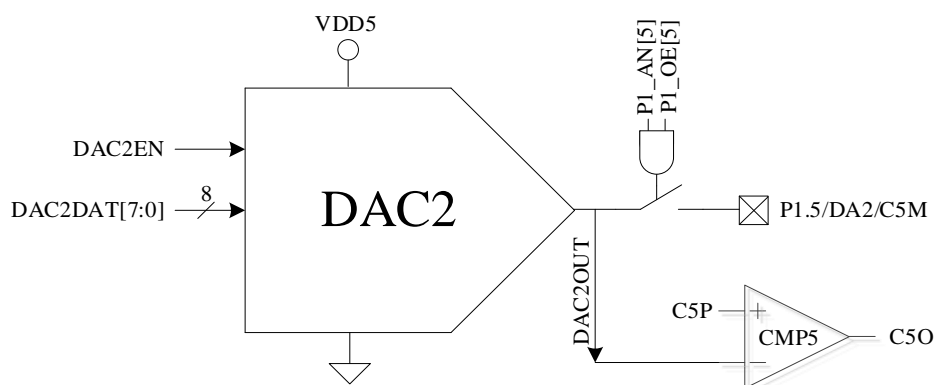 VDD5
P1_AN[5]
P1_OE[5]
DAC2EN
8
DAC2DAT[7:0]
DAC2
P1.5/DA2/C5M
DAC2OUT
C5P
+
CMP5
C5O